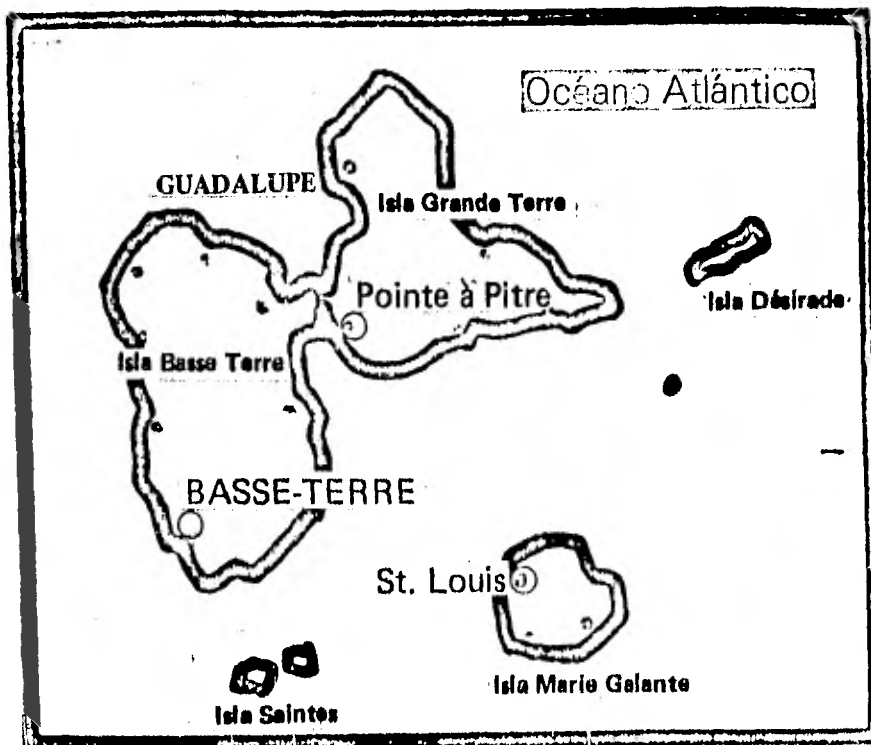 Océano Atlántico
GUADALUPE
Isla Grande Terre
Isla Désirade
Pointe à Pitre
Isla Basse Terre
BASSE-TERRE
St. Louis
Isla Marie Galante
Isla Saintes